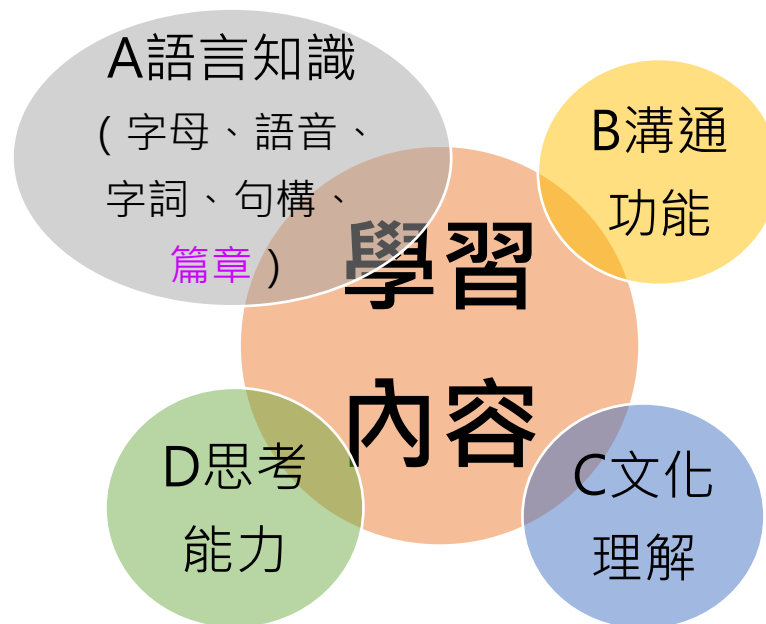 A語言知識
( 字母、語音、
字詞、句構、
篇章 )
B溝通
功能
學習
內容
D思考
能力
C文化
理解